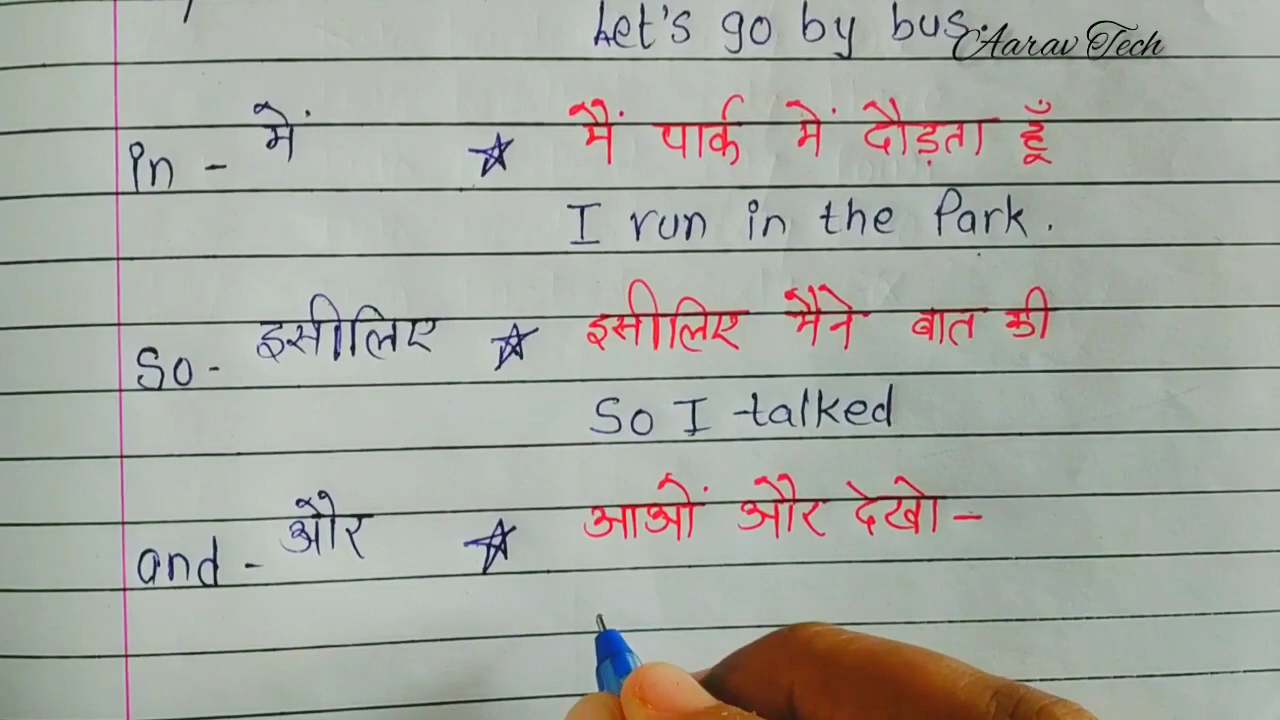 Let's go by bus.
Aarav Tech
in - में ☆ मैं पार्क में दौड़ता हूँ
I run in the Park.
So - इसीलिए ☆ इसीलिए मैंने बात की
So I talked
and - और ☆ आओं और देखो -